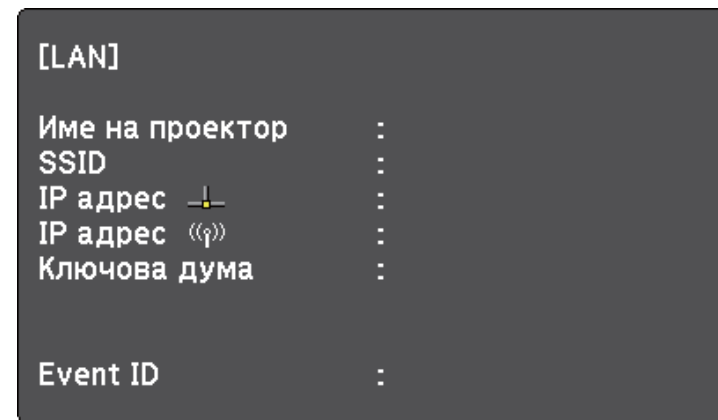 [LAN]
Име на проектор :
SSID :
IP адрес :
IP адрес :
Ключова дума :
Event ID :